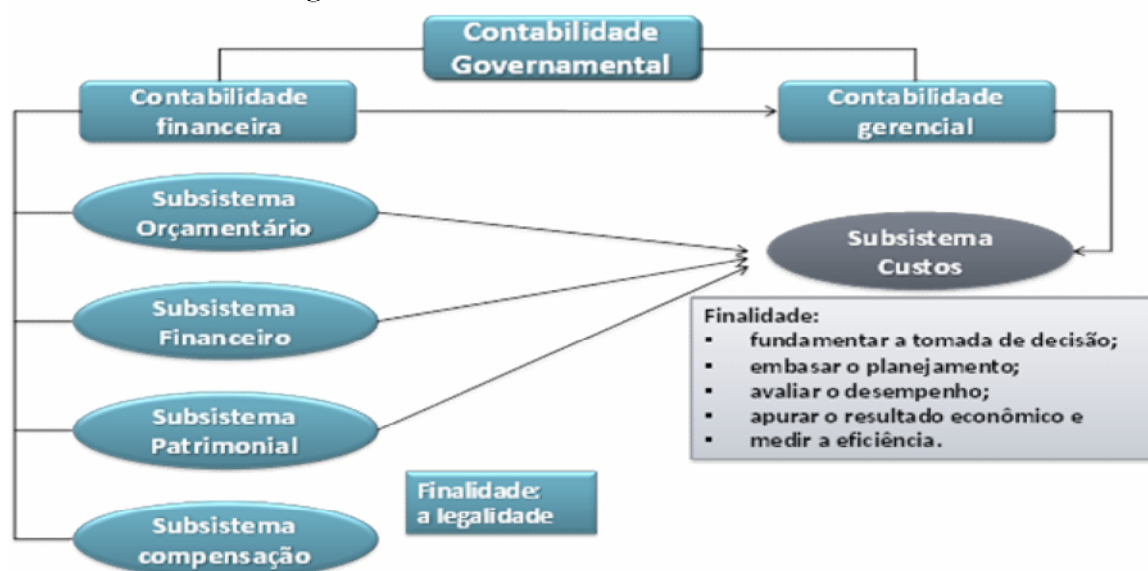 Contabilidade
Governamental
Contabilidade
financeira
Contabilidade
gerencial
Subsistema
Orçamentário
Subsistema
Custos
Subsistema
Financeiro
Finalidade:
▪ fundamentar a tomada de decisão;
▪ embasar o planejamento;
▪ avaliar o desempenho;
▪ apurar o resultado econômico e
▪ medir a eficiência.
Subsistema
Patrimonial
Finalidade:
a legalidade
Subsistema
compensação